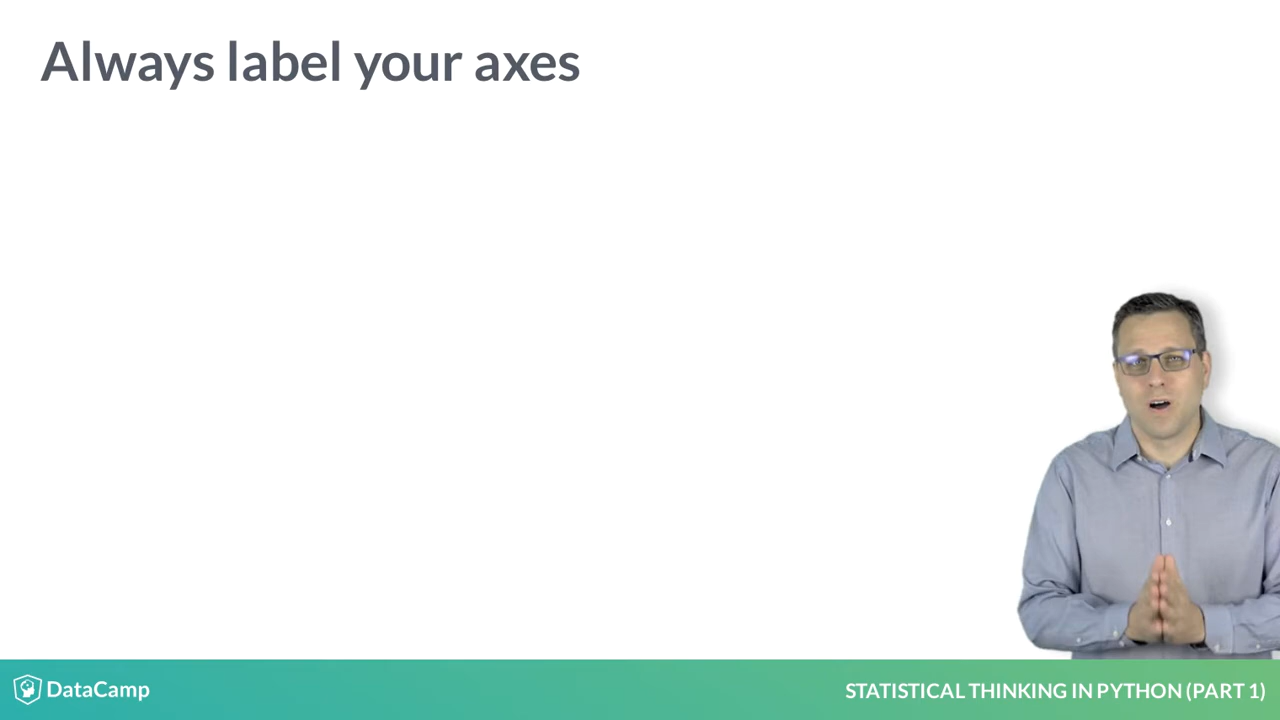 Always label your axes
DataCamp
STATISTICAL THINKING IN PYTHON (PART 1)